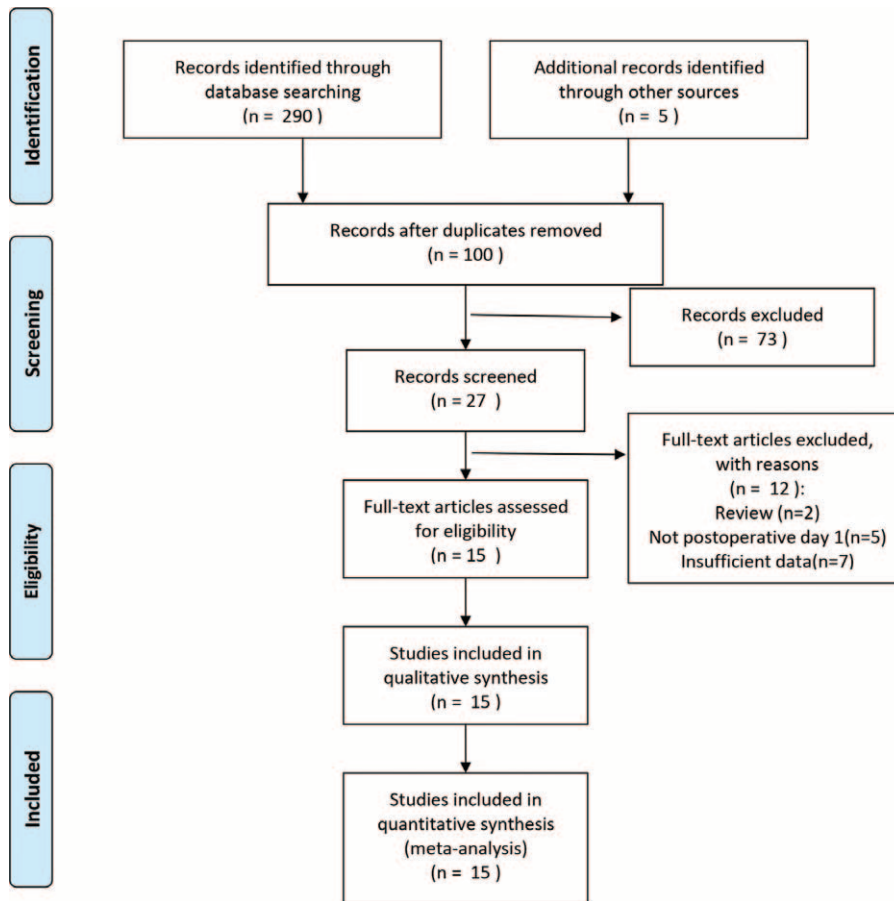 Identification
Records identified through
database searching
(n = 290 )
Additional records identified
through other sources
(n = 5 )
Records after duplicates removed
(n = 100 )
Screening
Records excluded
(n = 73 )
Records screened
(n = 27 )
Full-text articles excluded,
with reasons
(n = 12 ):
Review (n=2)
Not postoperative day 1(n=5)
Insufficient data(n=7)
Eligibility
Full-text articles assessed
for eligibility
(n = 15 )
Studies included in
qualitative synthesis
(n = 15 )
Included
Studies included in
quantitative synthesis
(meta-analysis)
(n = 15 )